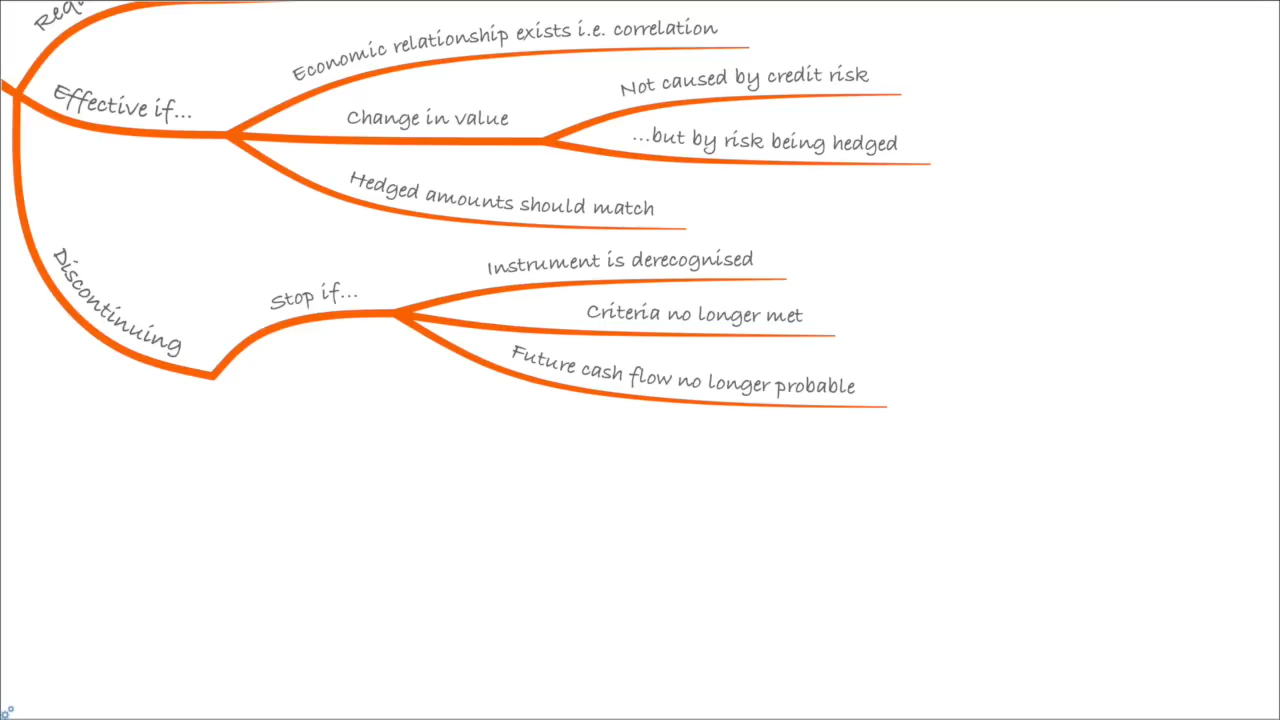 Economic relationship exists i.e. correlation
Effective if...
Change in value
Not caused by credit risk
...but by risk being hedged
Hedged amounts should match
Discontinuing
Stop if...
Instrument is derecognised
Criteria no longer met
Future cash flow no longer probable